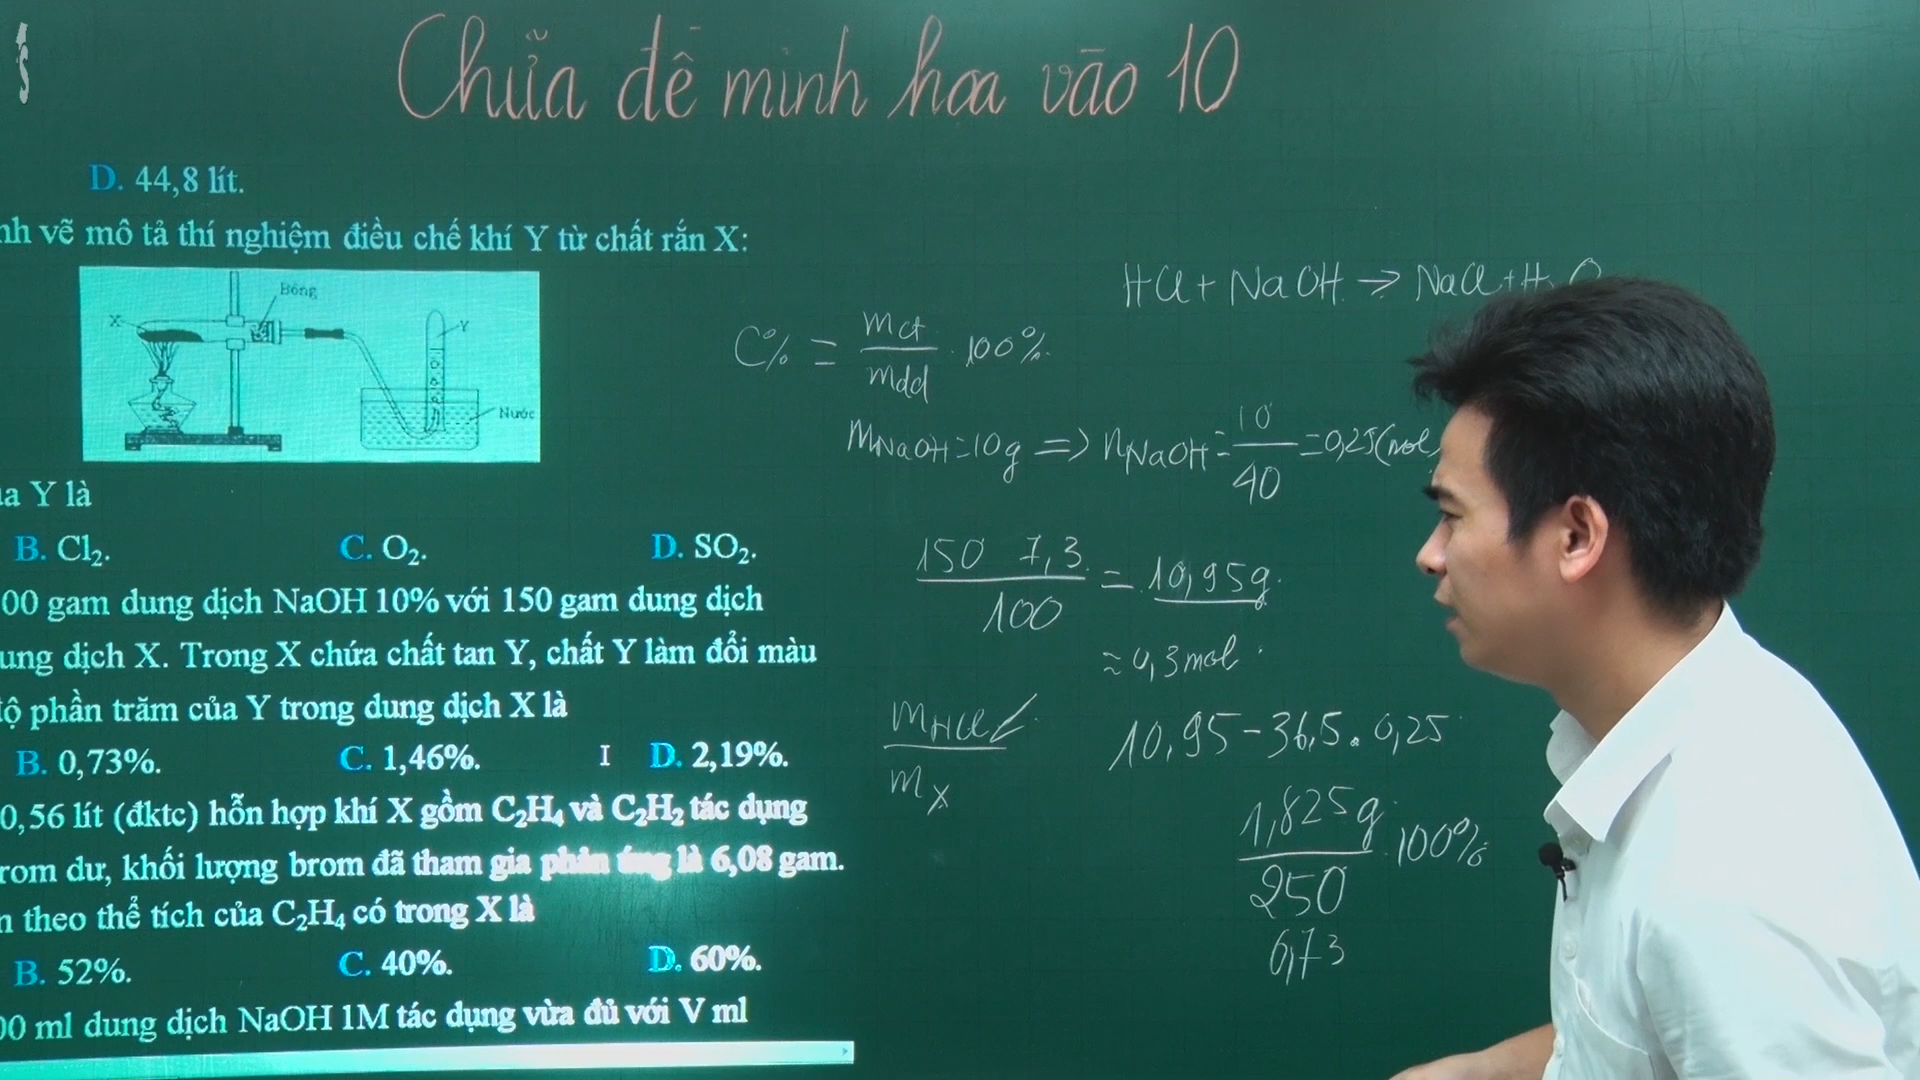 Chữa đề minh họa vào 10
D. 44,8 lít.
nh vẽ mô tả thí nghiệm điều chế khí Y từ chất rắn X:
Bông
X
Y
Nước
ủa Y là
B. Cl₂. C. O₂. D. SO₂.
00 gam dung dịch NaOH 10% với 150 gam dung dịch
ung dịch X. Trong X chứa chất tan Y, chất Y làm đổi màu
độ phần trăm của Y trong dung dịch X là
B. 0,73%. C. 1,46%. D. 2,19%.
0,56 lít (đktc) hỗn hợp khí X gồm C₂H₄ và C₂H₂ tác dụng
rom dư, khối lượng brom đã tham gia phản ứng là 6,08 gam.
n theo thể tích của C₂H₄ có trong X là
B. 52%. C. 40%. D. 60%.
00 ml dung dịch NaOH 1M tác dụng vừa đủ với V ml
HCl + NaOH → NaCl + H₂O
C% = mct / mdd . 100%
mNaOH = 10g => nNaOH = 10 / 40 = 0,25 (mol)
150 7,3 / 100 = 10,95g
≈ 0,3 mol
mHCl / mX
10,95 - 36,5 . 0,25
1,825g / 250 . 100%
0,73